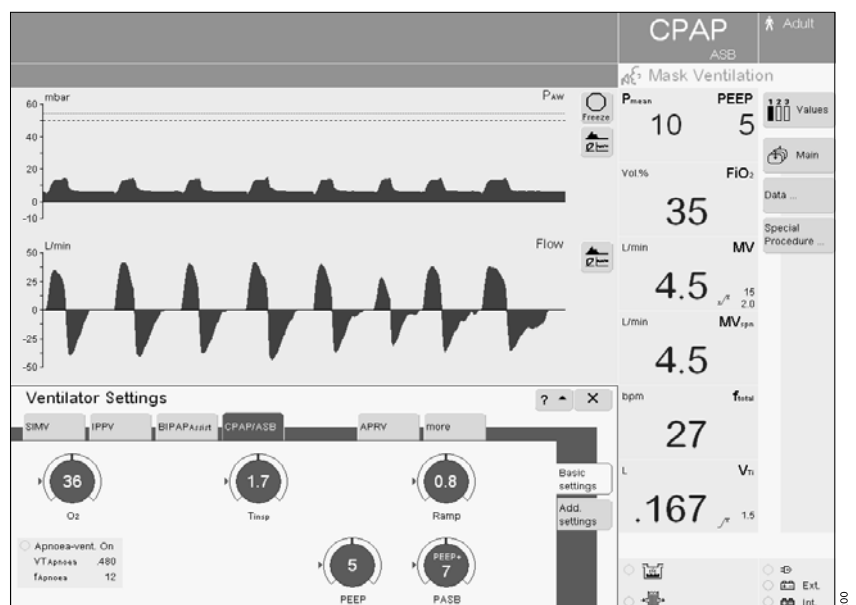 CPAP
ASB
Adult
Mask Ventilation
mbar
Paw
60
40
20
0
-10
Freeze
L/min
Flow
50
25
0
-25
-50
Pmean
PEEP
10
5
Vol.%
FiO2
35
L/min
MV
4.5
15
2.0
L/min
MVspn
4.5
bpm
ftotal
27
L
VTi
.167
1.5
1 2 3
Values
Main
Data ...
Special
Procedure ...
Ext.
Int.
Ventilator Settings
?
SIMV
IPPV
BIPAPAssist
CPAP/ASB
APRV
more
Basic
settings
Add.
settings
36
O2
1.7
Tinsp
0.8
Ramp
Apnoea-vent. On
VTApnoea .480
fApnoea 12
5
PEEP
PEEP+
7
PASB